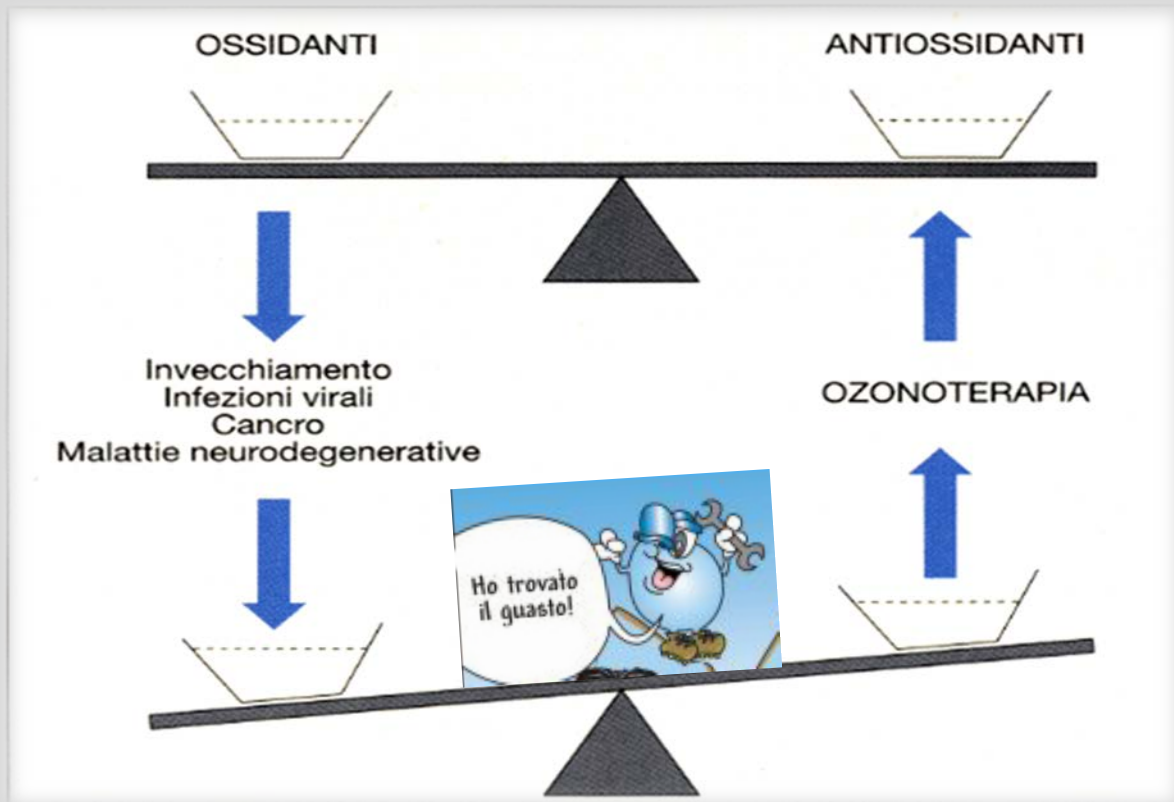 OSSIDANTI
ANTIOSSIDANTI
Invecchiamento
Infezioni virali
Cancro
Malattie neurodegenerative
OZONOTERAPIA
Ho trovato
il guasto!